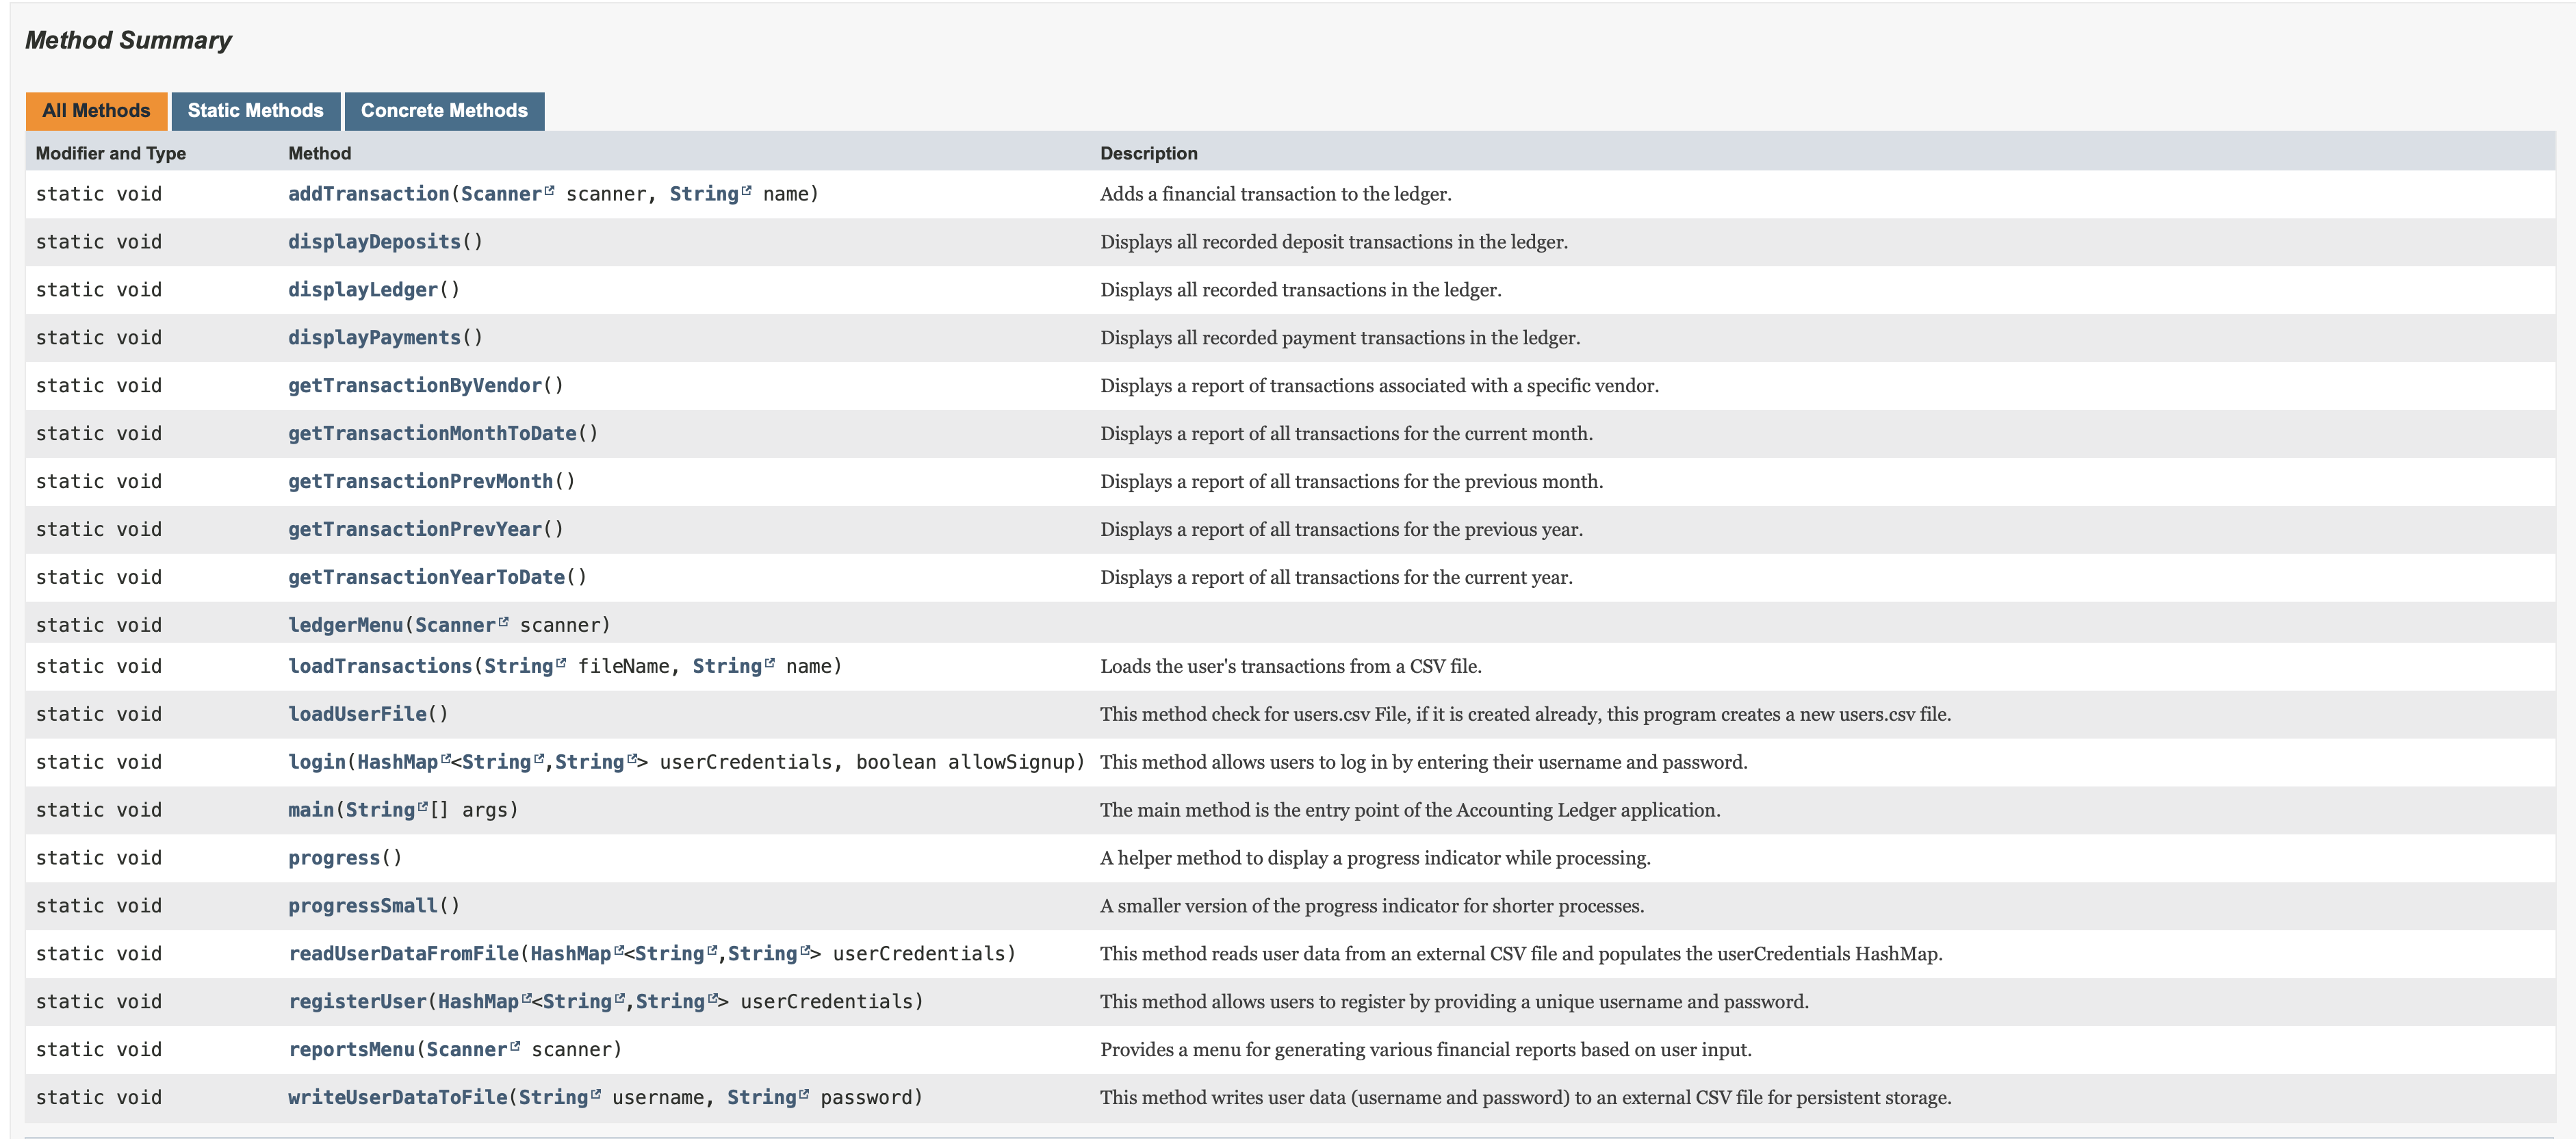 Method Summary
All Methods Static Methods Concrete Methods
Modifier and Type Method Description
static void addTransaction(Scanner scanner, String name) Adds a financial transaction to the ledger.
static void displayDeposits() Displays all recorded deposit transactions in the ledger.
static void displayLedger() Displays all recorded transactions in the ledger.
static void displayPayments() Displays all recorded payment transactions in the ledger.
static void getTransactionByVendor() Displays a report of transactions associated with a specific vendor.
static void getTransactionMonthToDate() Displays a report of all transactions for the current month.
static void getTransactionPrevMonth() Displays a report of all transactions for the previous month.
static void getTransactionPrevYear() Displays a report of all transactions for the previous year.
static void getTransactionYearToDate() Displays a report of all transactions for the current year.
static void ledgerMenu(Scanner scanner)
static void loadTransactions(String fileName, String name) Loads the user's transactions from a CSV file.
static void loadUserFile() This method check for users.csv File, if it is created already, this program creates a new users.csv file.
static void login(HashMap<String,String> userCredentials, boolean allowSignup) This method allows users to log in by entering their username and password.
static void main(String[] args) The main method is the entry point of the Accounting Ledger application.
static void progress() A helper method to display a progress indicator while processing.
static void progressSmall() A smaller version of the progress indicator for shorter processes.
static void readUserDataFromFile(HashMap<String,String> userCredentials) This method reads user data from an external CSV file and populates the userCredentials HashMap.
static void registerUser(HashMap<String,String> userCredentials) This method allows users to register by providing a unique username and password.
static void reportsMenu(Scanner scanner) Provides a menu for generating various financial reports based on user input.
static void writeUserDataToFile(String username, String password) This method writes user data (username and password) to an external CSV file for persistent storage.